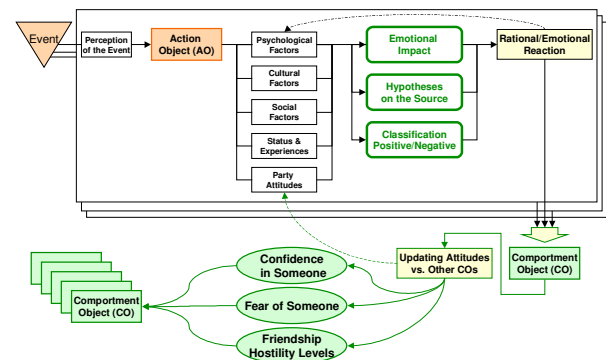 Event
Perception
of the Event
Action
Object (AO)
Psychological
Factors
Cultural
Factors
Social
Factors
Status &
Experiences
Party
Attitudes
Emotional
Impact
Hypotheses
on the Source
Classification
Positive/Negative
Rational/Emotional
Reaction
Comportment
Object (CO)
Updating Attitudes
vs. Other COs
Confidence
in Someone
Fear of Someone
Friendship
Hostility Levels
Comportment
Object (CO)